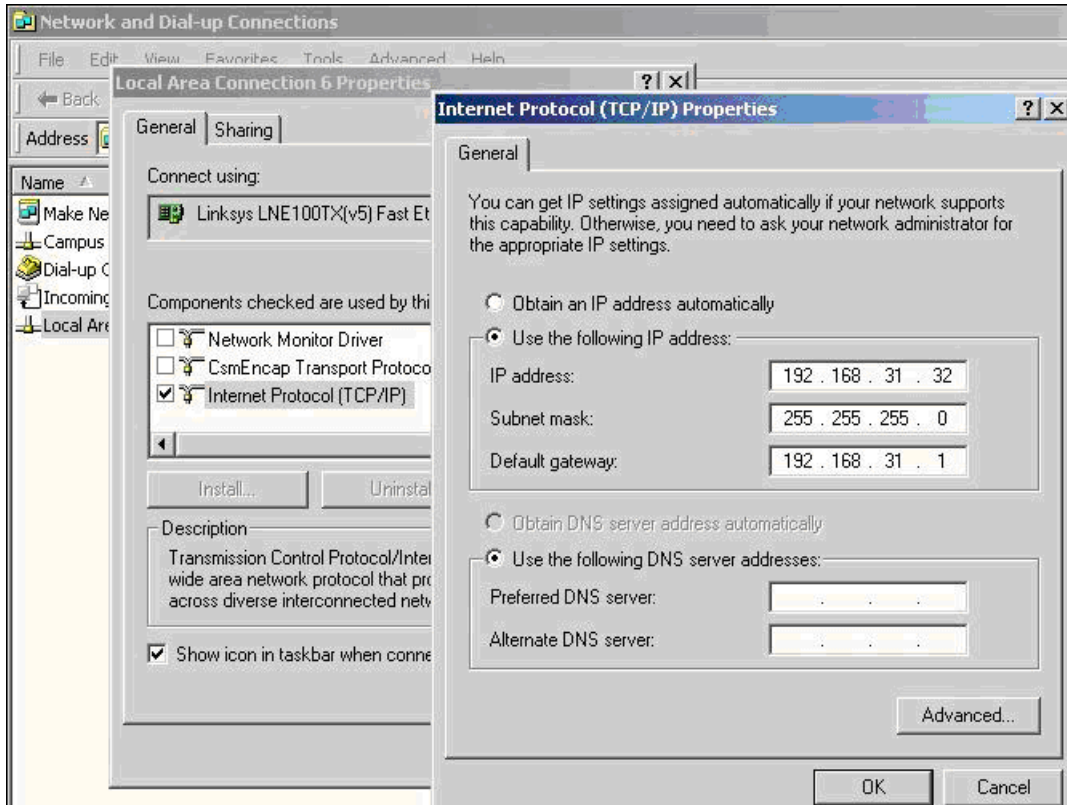 Network and Dial-up Connections
File Edit View Favorites Tools Advanced Help
Back
Address
Name
Make Ne
Campus
Dial-up C
Incoming
Local Are
Local Area Connection 6 Properties
General Sharing
Connect using:
Linksys LNE100TX(v5) Fast Et
Components checked are used by thi
Network Monitor Driver
CsmEncap Transport Protoco
Internet Protocol (TCP/IP)
Install... Uninstal
Description
Transmission Control Protocol/Inter
wide area network protocol that pro
across diverse interconnected netw
Show icon in taskbar when conne
Internet Protocol (TCP/IP) Properties
General
You can get IP settings assigned automatically if your network supports
this capability. Otherwise, you need to ask your network administrator for
the appropriate IP settings.
Obtain an IP address automatically
Use the following IP address:
IP address: 192 . 168 . 31 . 32
Subnet mask: 255 . 255 . 255 . 0
Default gateway: 192 . 168 . 31 . 1
Obtain DNS server address automatically
Use the following DNS server addresses:
Preferred DNS server: . . .
Alternate DNS server: . . .
Advanced...
OK Cancel